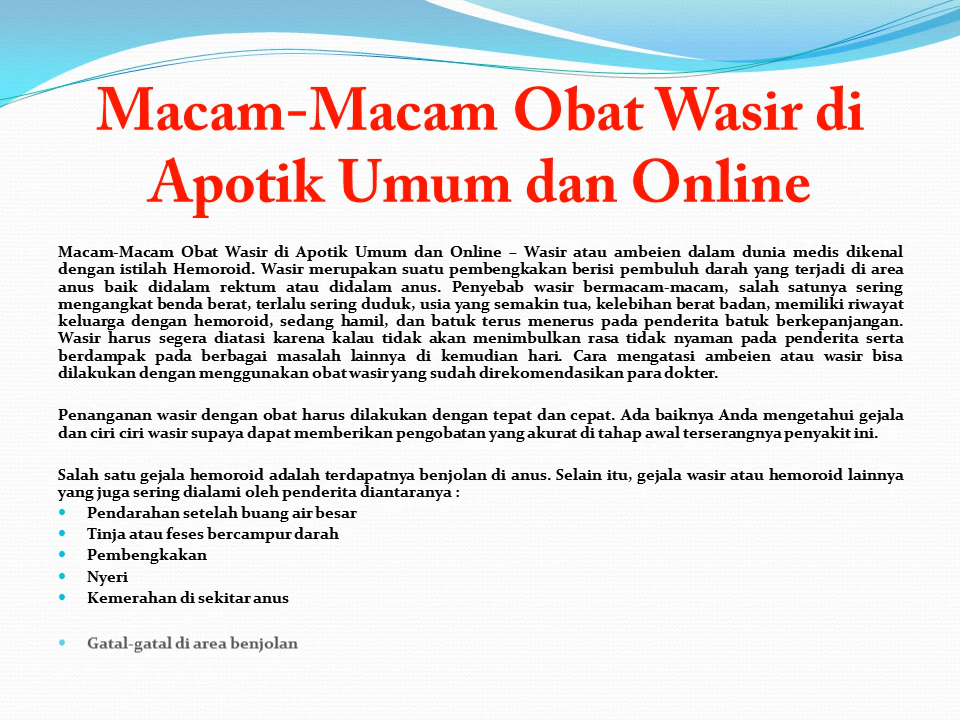 Macam-Macam Obat Wasir di
Apotik Umum dan Online
Macam-Macam Obat Wasir di Apotik Umum dan Online – Wasir atau ambeien dalam dunia medis dikenal
dengan istilah Hemoroid. Wasir merupakan suatu pembengkakan berisi pembuluh darah yang terjadi di area
anus baik didalam rektum atau didalam anus. Penyebab wasir bermacam-macam, salah satunya sering
mengangkat benda berat, terlalu sering duduk, usia yang semakin tua, kelebihan berat badan, memiliki riwayat
keluarga dengan hemoroid, sedang hamil, dan batuk terus menerus pada penderita batuk berkepanjangan.
Wasir harus segera diatasi karena kalau tidak akan menimbulkan rasa tidak nyaman pada penderita serta
berdampak pada berbagai masalah lainnya di kemudian hari. Cara mengatasi ambeien atau wasir bisa
dilakukan dengan menggunakan obat wasir yang sudah direkomendasikan para dokter.
Penanganan wasir dengan obat harus dilakukan dengan tepat dan cepat. Ada baiknya Anda mengetahui gejala
dan ciri ciri wasir supaya dapat memberikan pengobatan yang akurat di tahap awal terserangnya penyakit ini.
Salah satu gejala hemoroid adalah terdapatnya benjolan di anus. Selain itu, gejala wasir atau hemoroid lainnya
yang juga sering dialami oleh penderita diantaranya :
• Pendarahan setelah buang air besar
• Tinja atau feses bercampur darah
• Pembengkakan
• Nyeri
• Kemerahan di sekitar anus
• Gatal-gatal di area benjolan